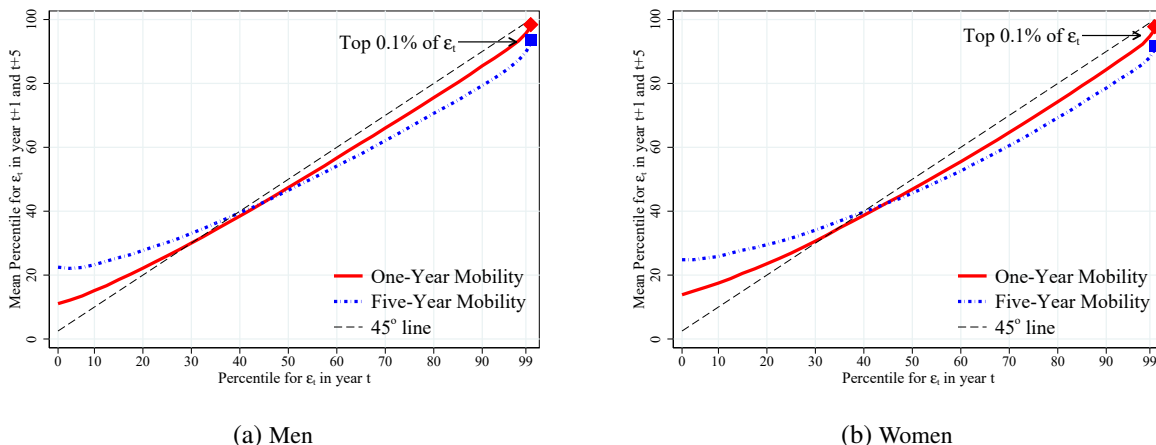 Mean Percentile for εᵢ in year t+1 and t+5
100
80
60
40
20
0
Top 0.1% of εₜ
One-Year Mobility
Five-Year Mobility
45° line
0 10 20 30 40 50 60 70 80 90 99
Percentile for εₜ in year t
(a) Men
Mean Percentile for εᵢ in year t+1 and t+5
100
80
60
40
20
0
Top 0.1% of εₜ
One-Year Mobility
Five-Year Mobility
45° line
0 10 20 30 40 50 60 70 80 90 99
Percentile for εₜ in year t
(b) Women